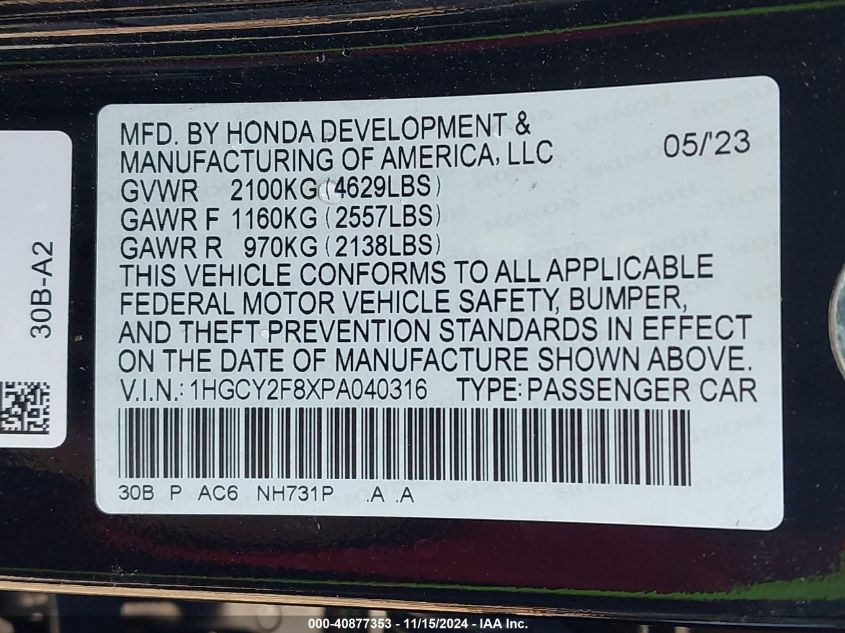 MFD. BY HONDA DEVELOPMENT &
MANUFACTURING OF AMERICA, LLC 05/'23
GVWR 2100KG (4629LBS)
GAWR F 1160KG (2557LBS)
GAWR R 970KG (2138LBS)
THIS VEHICLE CONFORMS TO ALL APPLICABLE
FEDERAL MOTOR VEHICLE SAFETY, BUMPER,
AND THEFT PREVENTION STANDARDS IN EFFECT
ON THE DATE OF MANUFACTURE SHOWN ABOVE.
V.I.N.: 1HGCY2F8XPA040316 TYPE: PASSENGER CAR
30B P AC6 NH731P .A .A
30B-A2
000-40877353 - 11/15/2024 - IAA Inc.